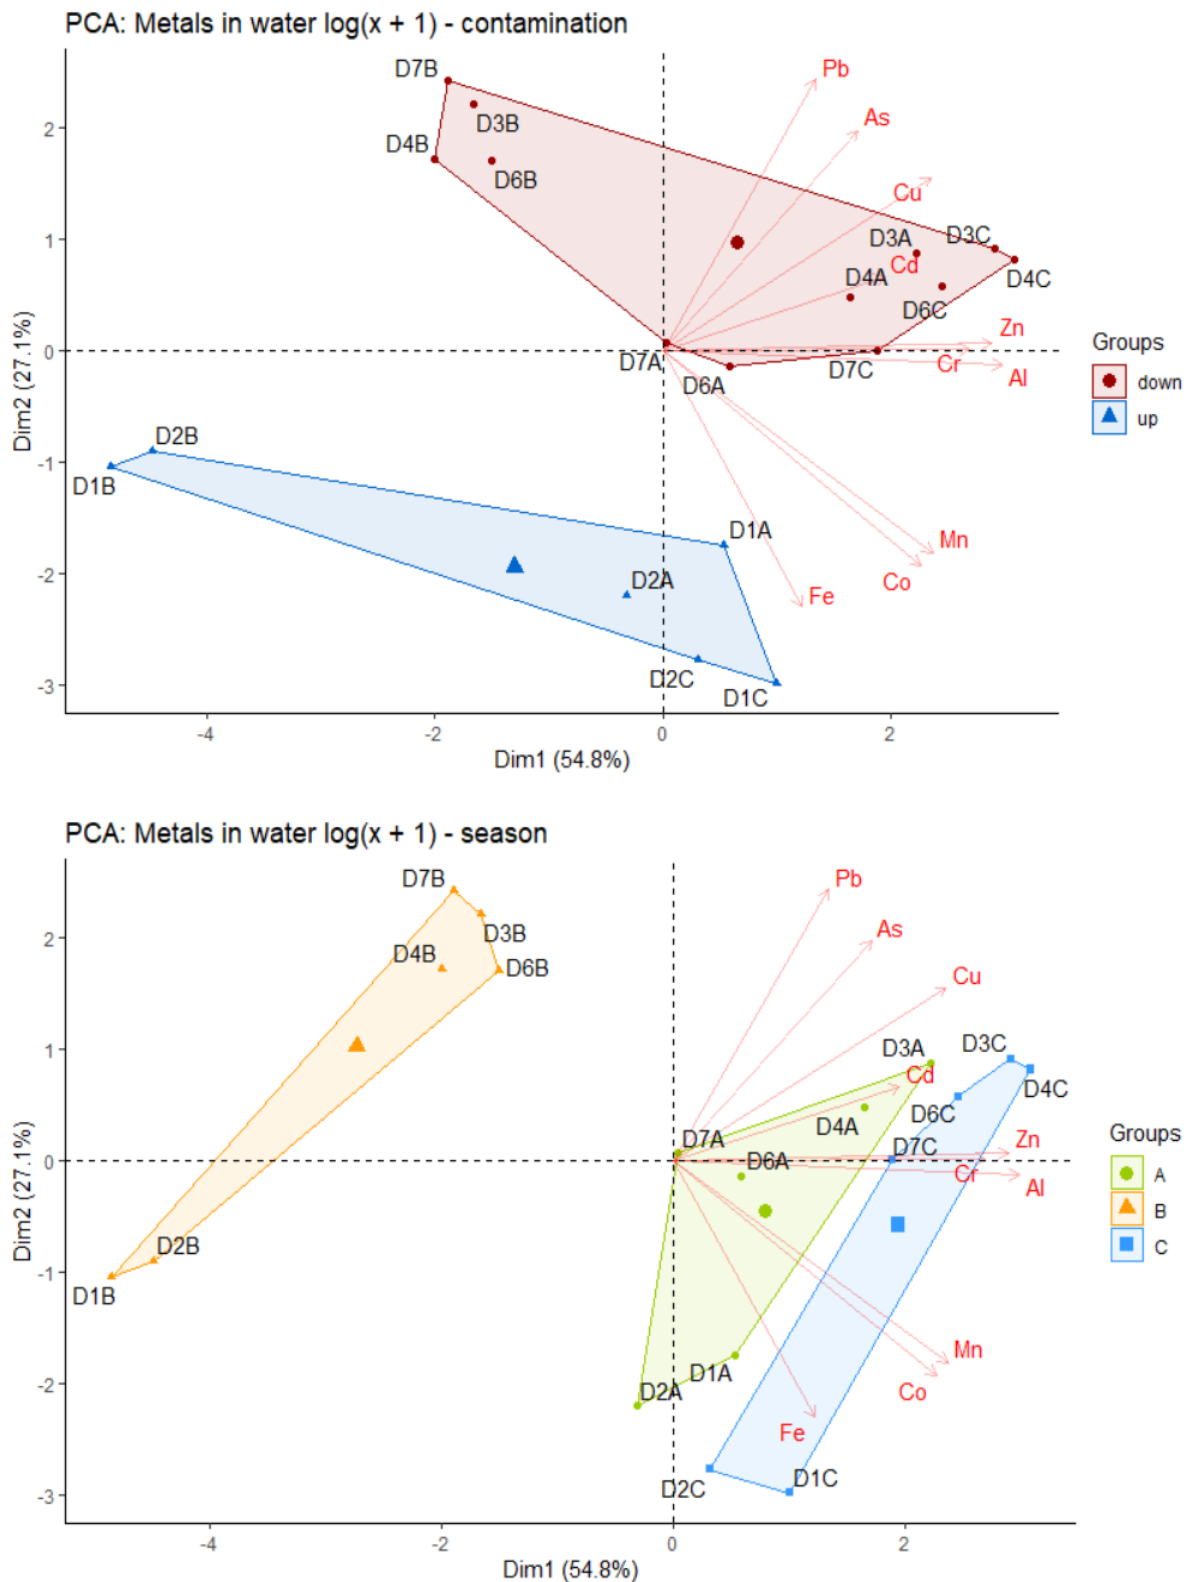 PCA: Metals in water log(x + 1) - contamination
D7B
Pb
D3B
As
2
D4B
D6B
Cu
1
D3A
D3C
Cd
D4A
D4C
D6C
Zn
0
D7A
D7C
Cr
D6A
Al
Groups
down
up
Dim2 (27.1%)
-1
D2B
D1B
D1A
Mn
-2
D2A
Co
Fe
D2C
-3
D1C
-4
-2
0
2
Dim1 (54.8%)
PCA: Metals in water log(x + 1) - season
D7B
Pb
D3B
As
2
D4B
D6B
Cu
1
D3A
D3C
Cd
D4C
D6C
D4A
D7A
Zn
D7C
0
D6A
Cr
Al
Groups
A
B
C
Dim2 (27.1%)
-1
D2B
D1B
Mn
D1A
-2
D2A
Co
Fe
D2C
D1C
-3
-4
-2
0
2
Dim1 (54.8%)